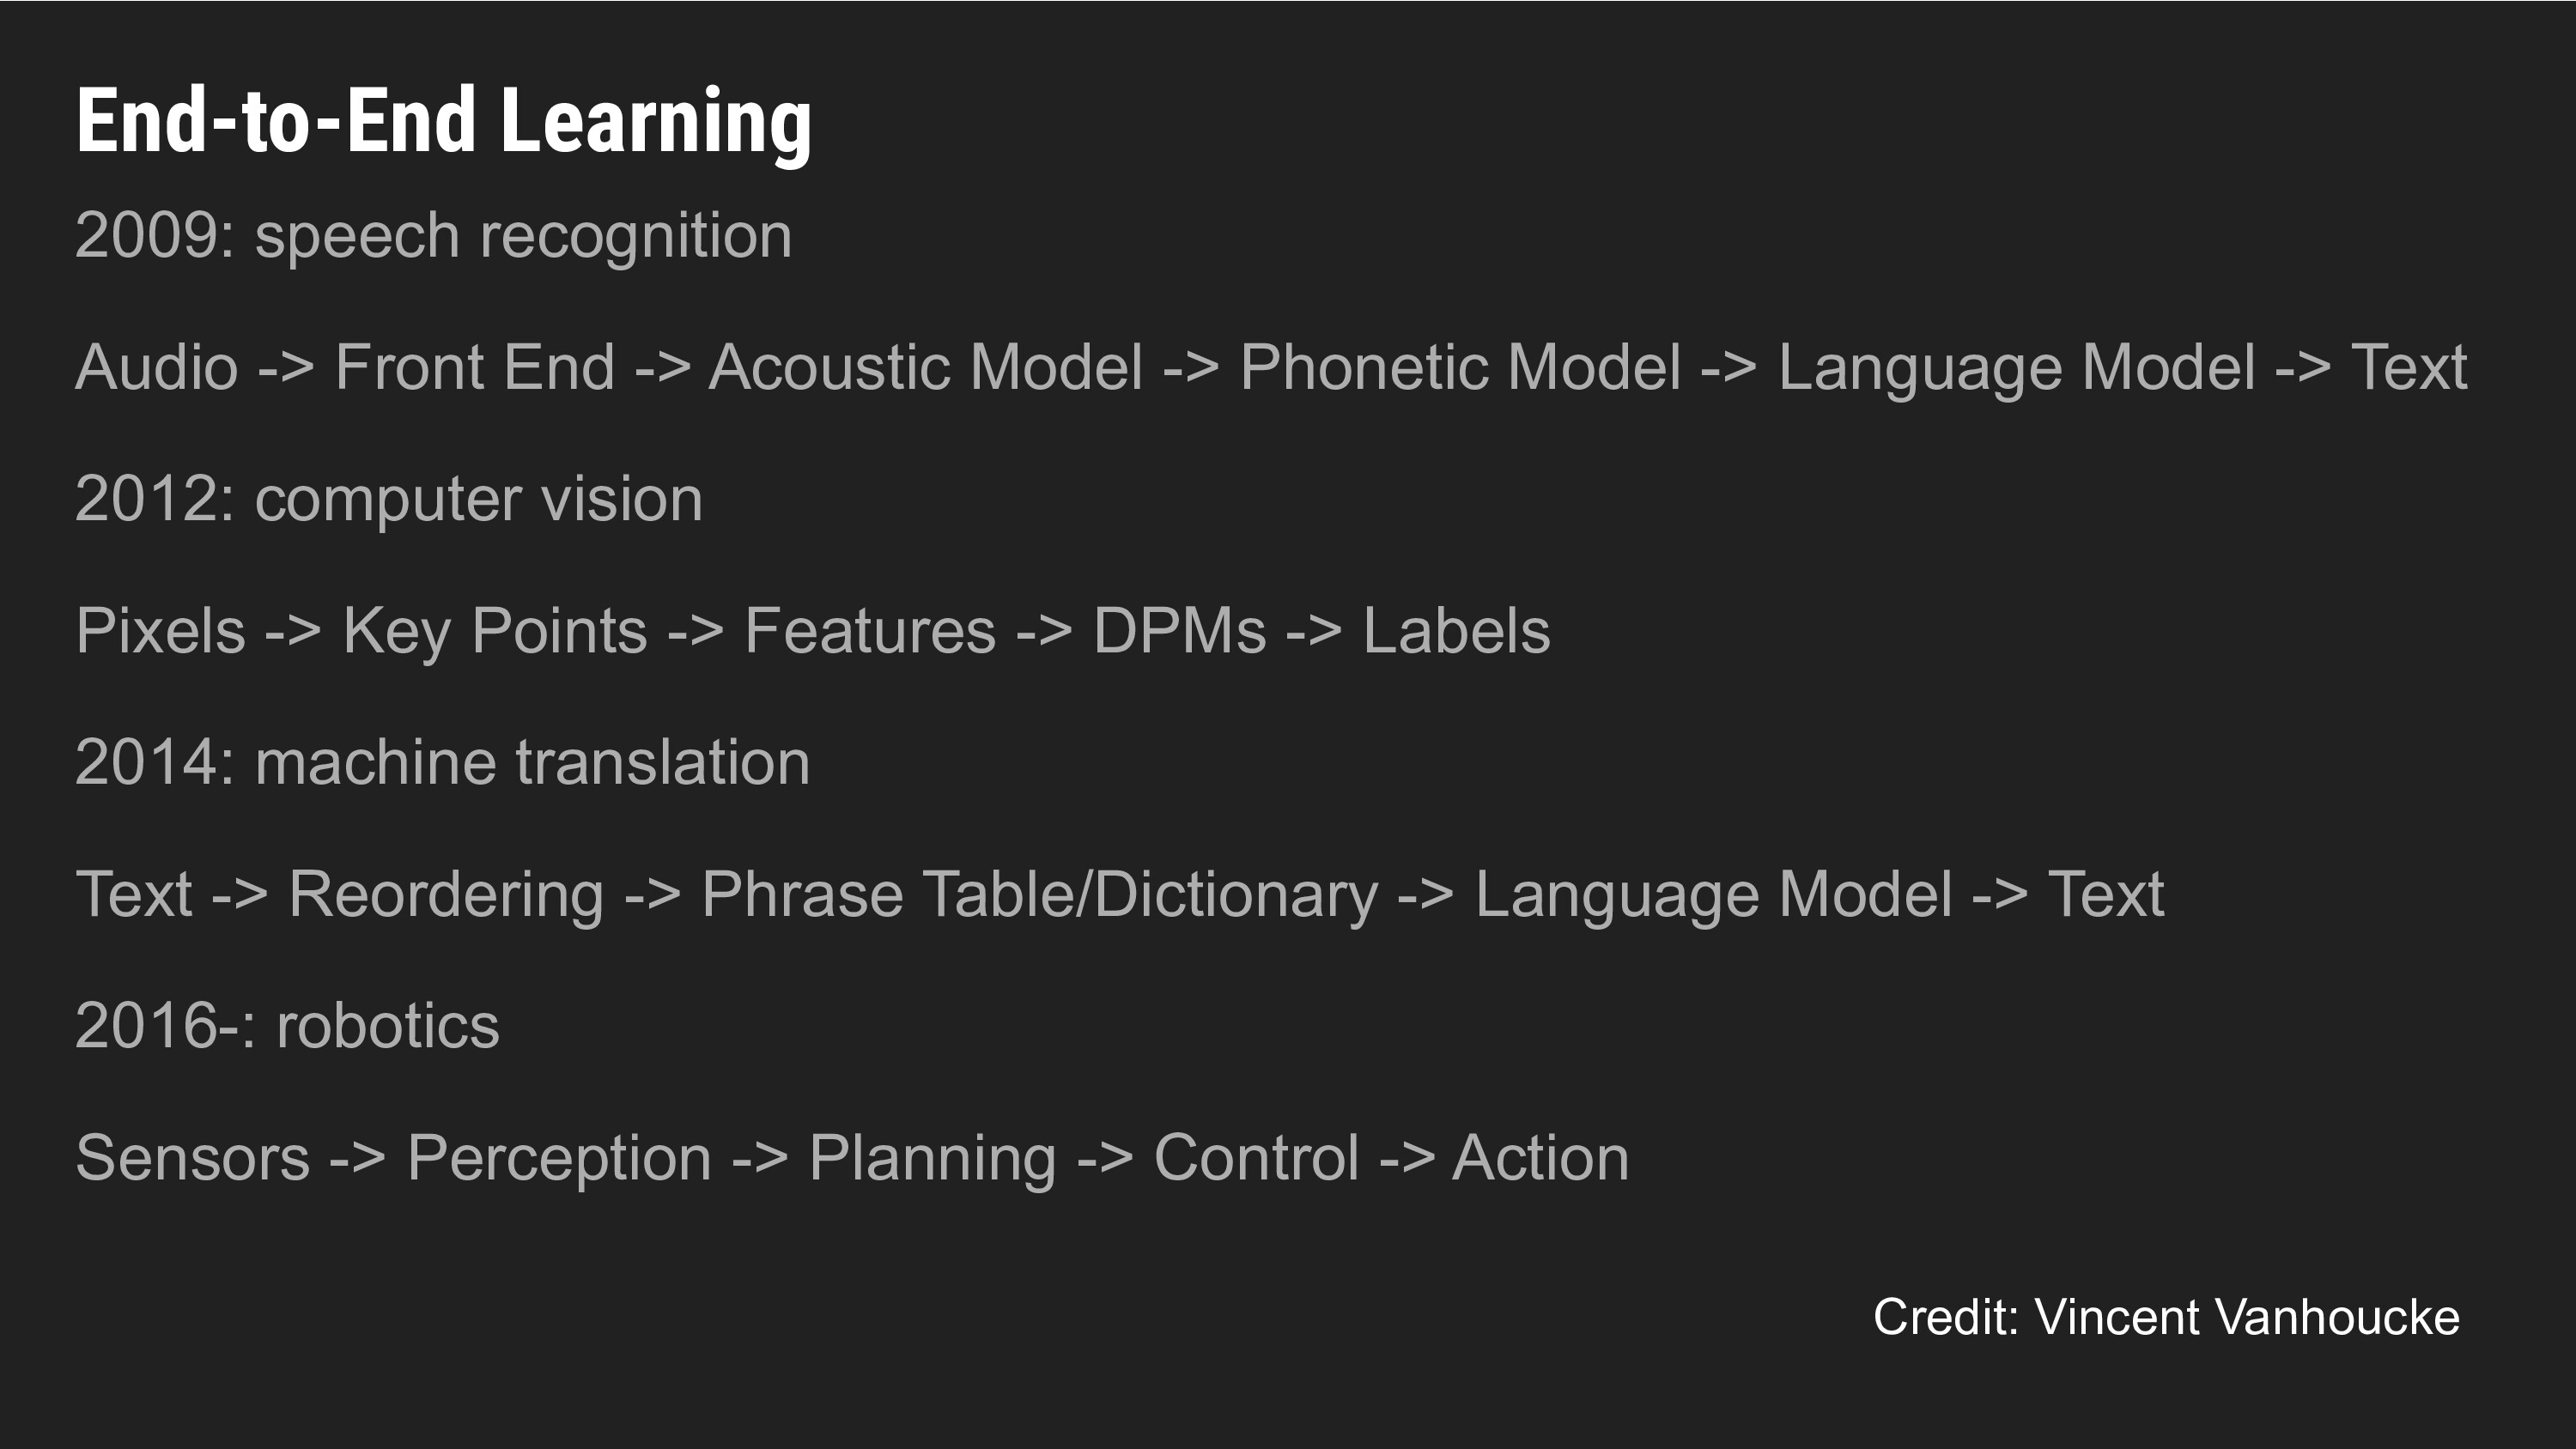 End-to-End Learning
2009: speech recognition
Audio -> Front End -> Acoustic Model -> Phonetic Model -> Language Model -> Text
2012: computer vision
Pixels -> Key Points -> Features -> DPMs -> Labels
2014: machine translation
Text -> Reordering -> Phrase Table/Dictionary -> Language Model -> Text
2016-: robotics
Sensors -> Perception -> Planning -> Control -> Action
Credit: Vincent Vanhoucke